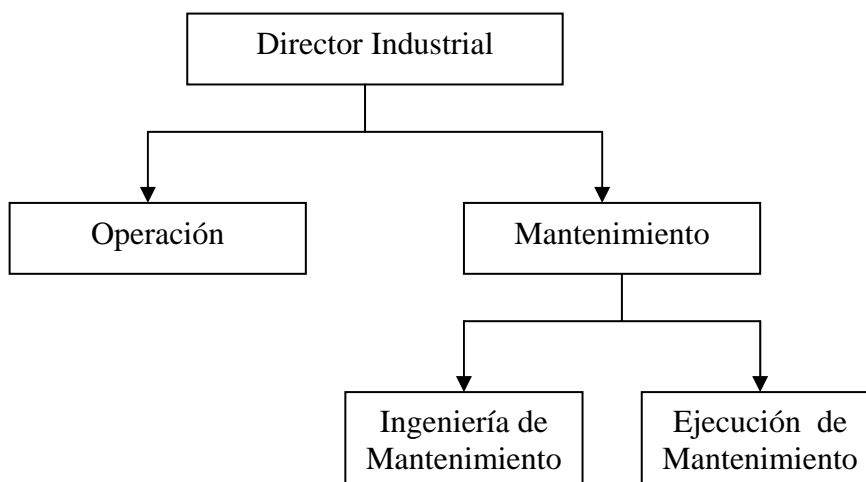 Director Industrial
Operación
Mantenimiento
Ingeniería de
Mantenimiento
Ejecución de
Mantenimiento